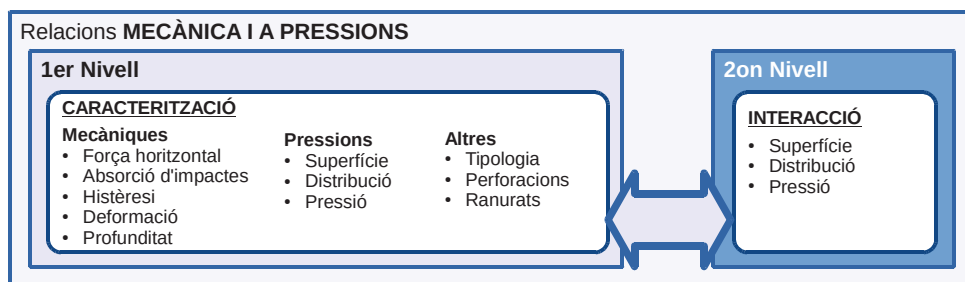 Relacions MECÀNICA I A PRESSIONS
1er Nivell
CARACTERITZACIÓ
Mecàniques
• Força horitzontal
• Absorció d'impactes
• Histèresi
• Deformació
• Profunditat
Pressions
• Superfície
• Distribució
• Pressió
Altres
• Tipologia
• Perforacions
• Ranurats
2on Nivell
INTERACCIÓ
• Superfície
• Distribució
• Pressió